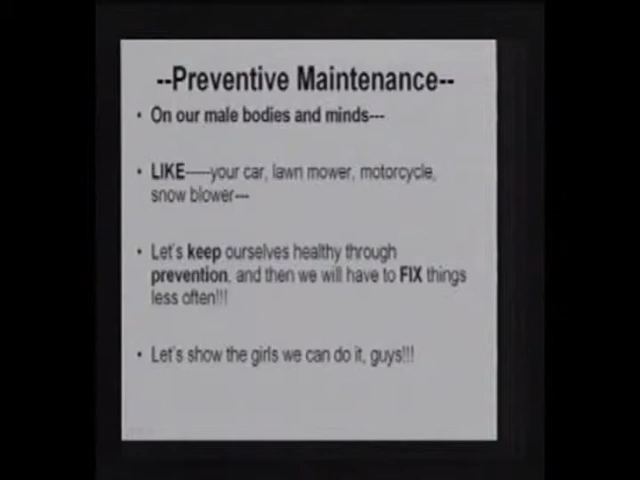 --Preventive Maintenance--
• On our male bodies and minds---
• LIKE-----your car, lawn mower, motorcycle,
snow blower---
• Let's keep ourselves healthy through
prevention, and then we will have to FIX things
less often!!!
• Let's show the girls we can do it, guys!!!